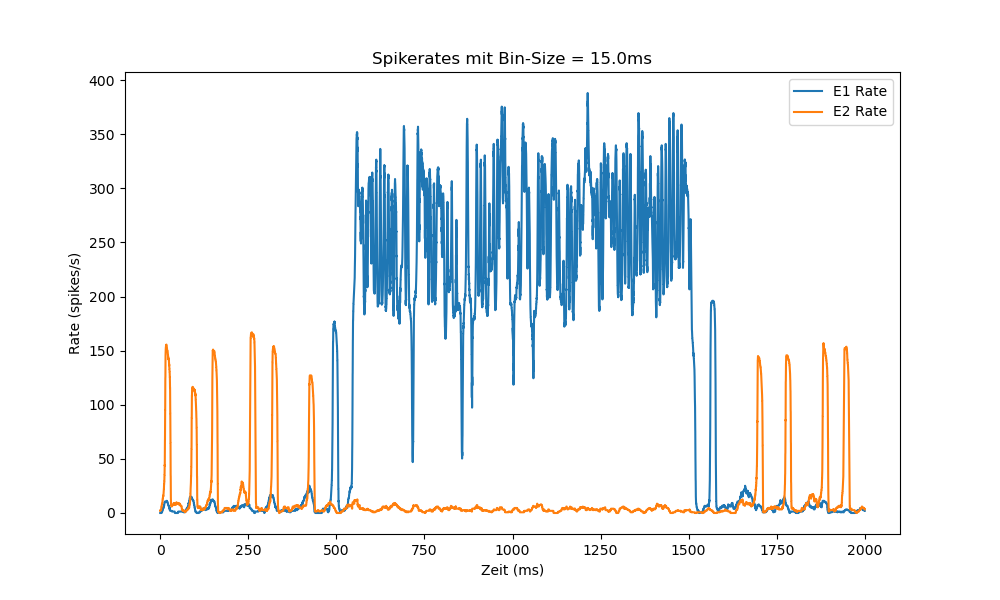 Spikerates mit Bin-Size = 15.0ms
E1 Rate
E2 Rate
Rate (spikes/s)
400
350
300
250
200
150
100
50
0
0 250 500 750 1000 1250 1500 1750 2000
Zeit (ms)